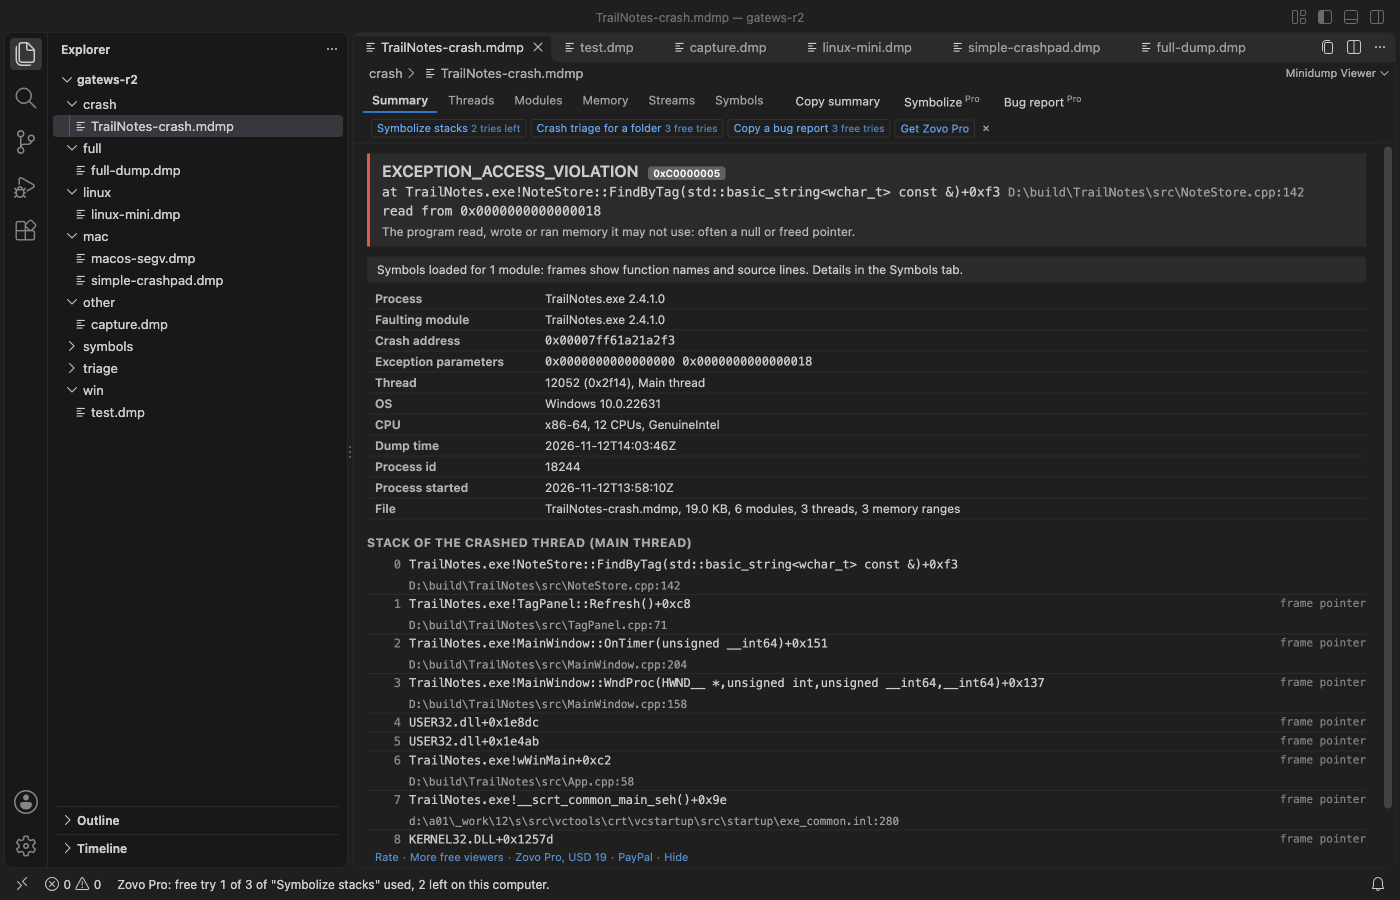 TrailNotes-crash.mdmp — gatews-r2
Explorer
gatews-r2
crash
TrailNotes-crash.mdmp
full
full-dump.dmp
linux
linux-mini.dmp
mac
macos-segv.dmp
simple-crashpad.dmp
other
capture.dmp
symbols
triage
win
test.dmp
Outline
Timeline
TrailNotes-crash.mdmp test.dmp capture.dmp linux-mini.dmp simple-crashpad.dmp full-dump.dmp
crash > TrailNotes-crash.mdmp
Minidump Viewer
Summary Threads Modules Memory Streams Symbols Copy summary Symbolize Pro Bug report Pro
Symbolize stacks 2 tries left Crash triage for a folder 3 free tries Copy a bug report 3 free tries Get Zovo Pro ×
EXCEPTION_ACCESS_VIOLATION 0xC0000005
at TrailNotes.exe!NoteStore::FindByTag(std::basic_string<wchar_t> const &)+0xf3 D:\build\TrailNotes\src\NoteStore.cpp:142
read from 0x0000000000000018
The program read, wrote or ran memory it may not use: often a null or freed pointer.
Symbols loaded for 1 module: frames show function names and source lines. Details in the Symbols tab.
Process TrailNotes.exe 2.4.1.0
Faulting module TrailNotes.exe 2.4.1.0
Crash address 0x00007ff61a21a2f3
Exception parameters 0x0000000000000000 0x0000000000000018
Thread 12052 (0x2f14), Main thread
OS Windows 10.0.22631
CPU x86-64, 12 CPUs, GenuineIntel
Dump time 2026-11-12T14:03:46Z
Process id 18244
Process started 2026-11-12T13:58:10Z
File TrailNotes-crash.mdmp, 19.0 KB, 6 modules, 3 threads, 3 memory ranges
STACK OF THE CRASHED THREAD (MAIN THREAD)
0 TrailNotes.exe!NoteStore::FindByTag(std::basic_string<wchar_t> const &)+0xf3
D:\build\TrailNotes\src\NoteStore.cpp:142
1 TrailNotes.exe!TagPanel::Refresh()+0xc8 frame pointer
D:\build\TrailNotes\src\TagPanel.cpp:71
2 TrailNotes.exe!MainWindow::OnTimer(unsigned __int64)+0x151 frame pointer
D:\build\TrailNotes\src\MainWindow.cpp:204
3 TrailNotes.exe!MainWindow::WndProc(HWND__ *,unsigned int,unsigned __int64,__int64)+0x137 frame pointer
D:\build\TrailNotes\src\MainWindow.cpp:158
4 USER32.dll+0x1e8dc frame pointer
5 USER32.dll+0x1e4ab frame pointer
6 TrailNotes.exe!wWinMain+0xc2 frame pointer
D:\build\TrailNotes\src\App.cpp:58
7 TrailNotes.exe!__scrt_common_main_seh()+0x9e frame pointer
d:\a01\_work\12\s\src\vctools\crt\vcstartup\src\startup\exe_common.inl:280
8 KERNEL32.DLL+0x1257d frame pointer
Rate · More free viewers · Zovo Pro, USD 19 · PayPal · Hide
0 0 Zovo Pro: free try 1 of 3 of "Symbolize stacks" used, 2 left on this computer.